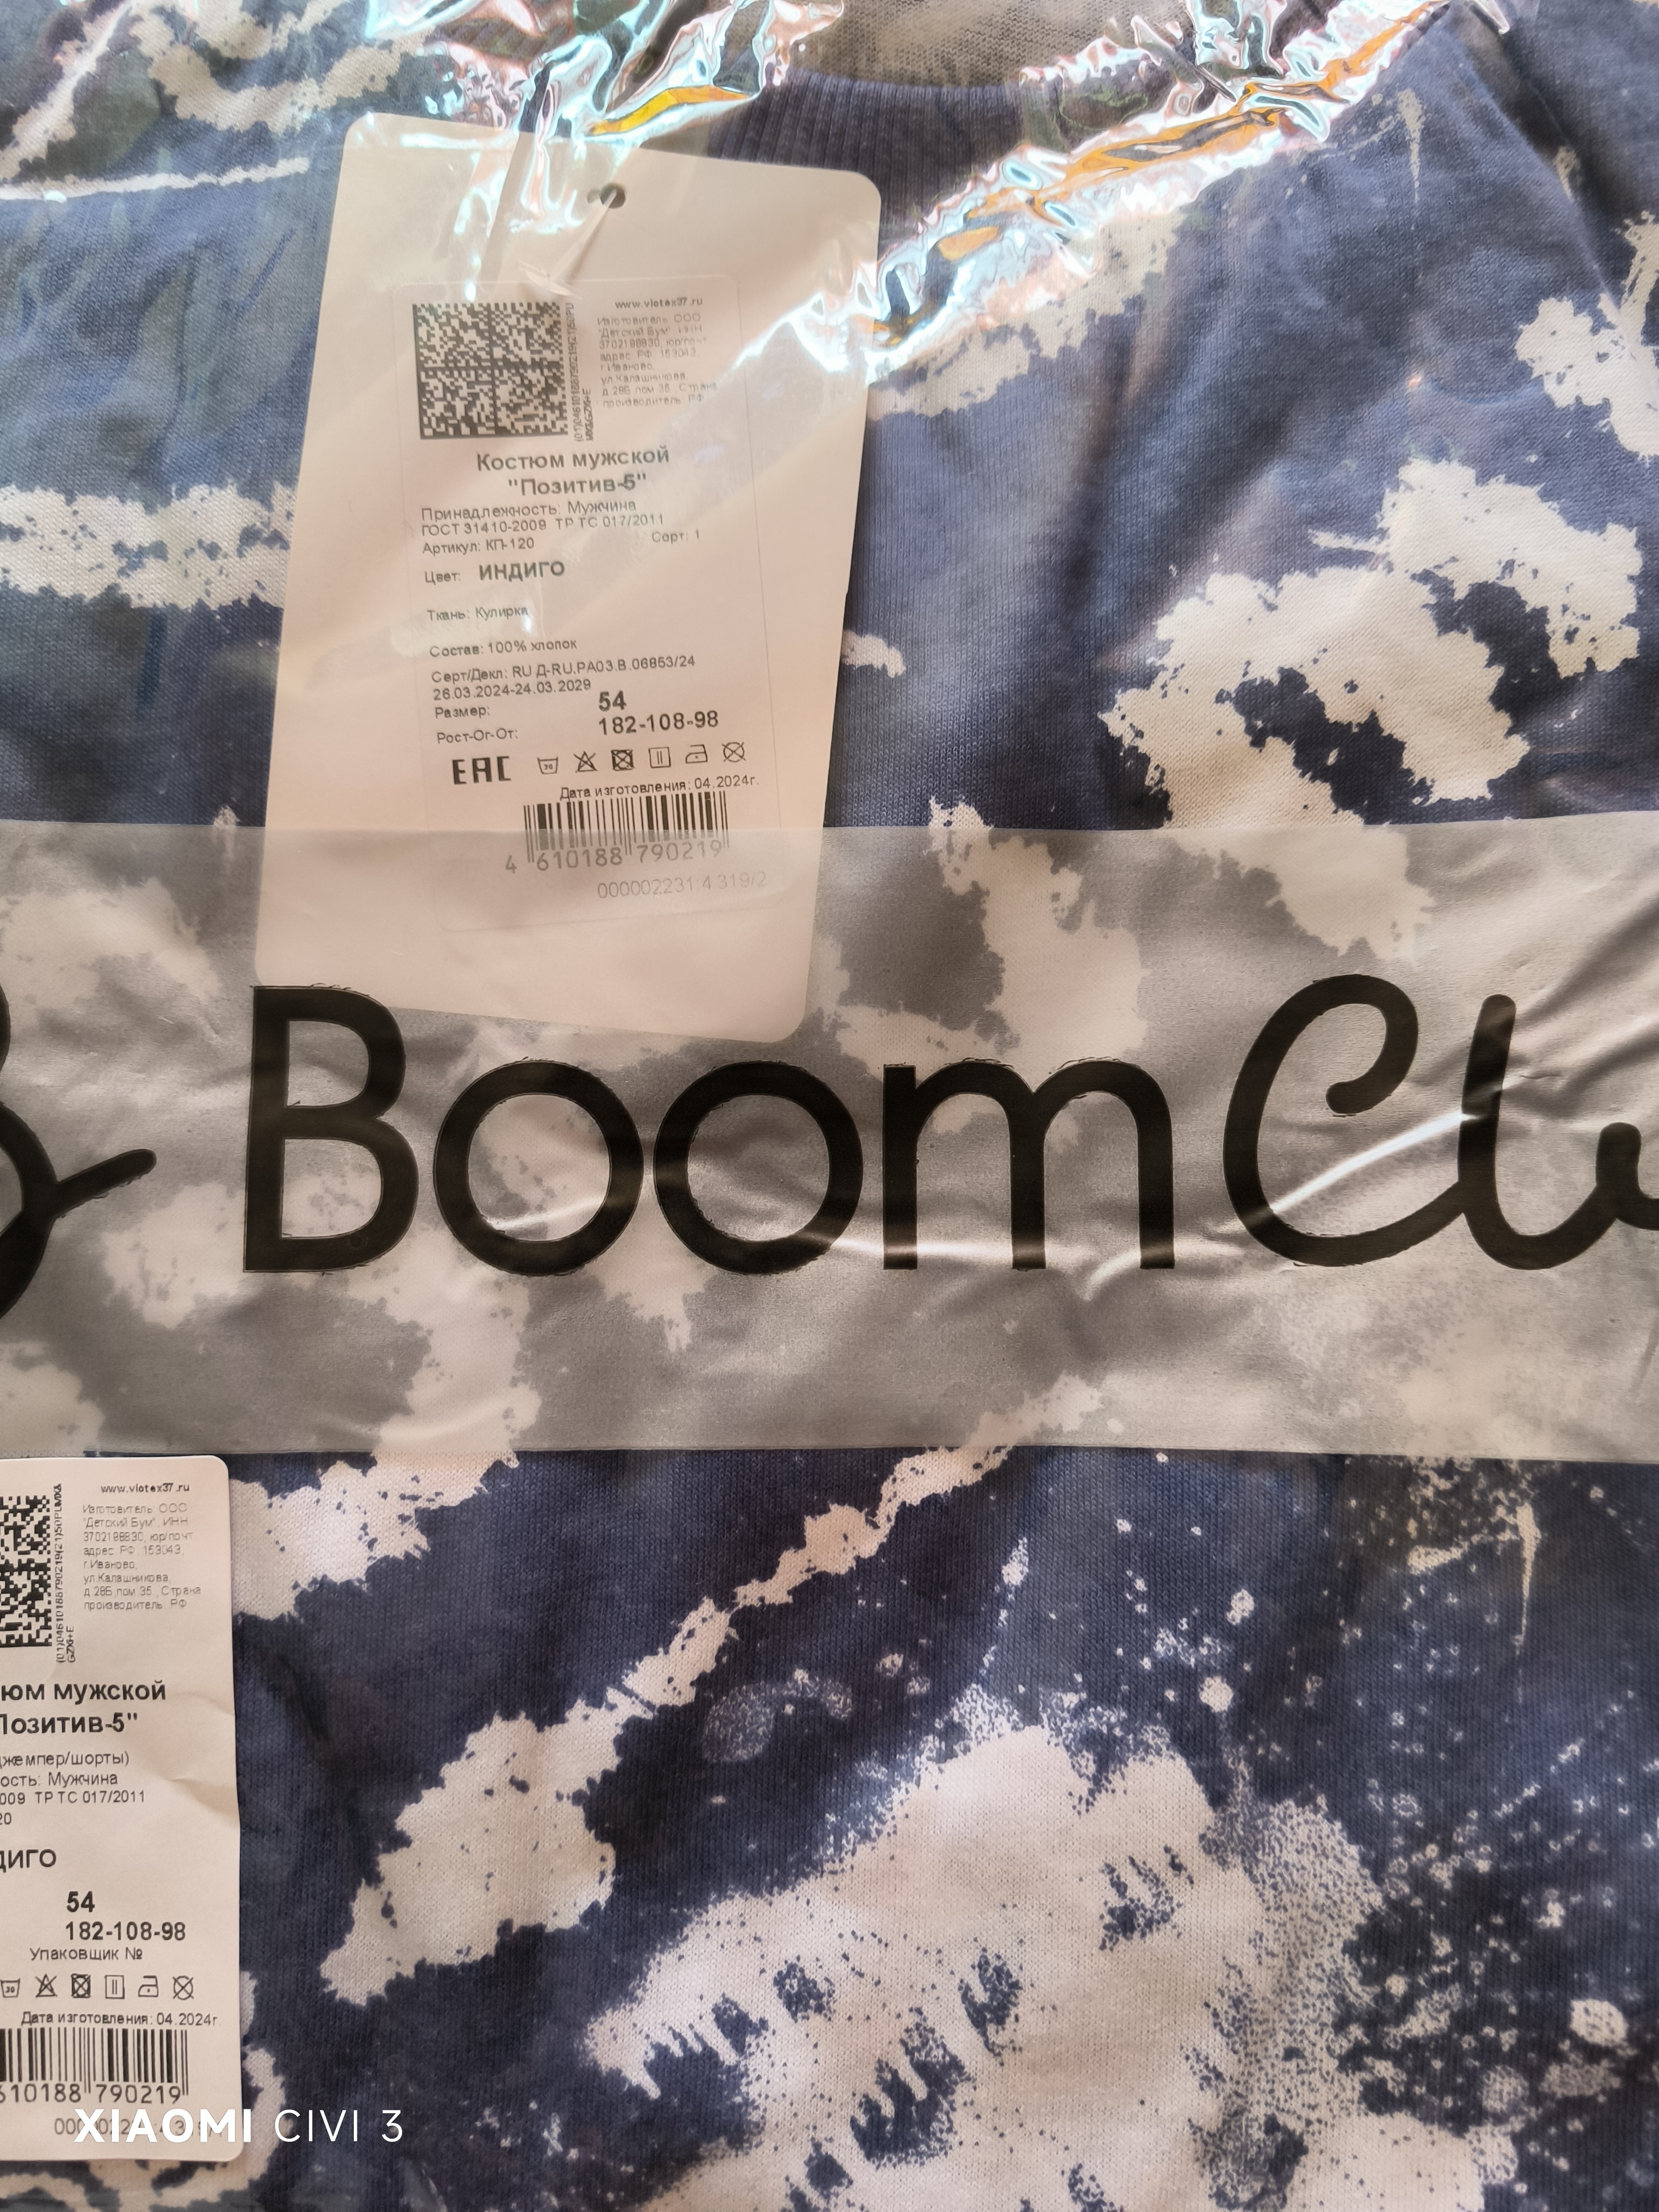 www.viotex37.ru
Изготовитель: ООО
"Детский Бум", ИНН
3702188830, юр/почт
адрес: РФ, 153043,
г.Иваново,
ул.Калашникова,
д.28Б,пом.35., Страна
производитель: РФ
Костюм мужской
"Позитив-5"
Принадлежность: Мужчина
ГОСТ 31410-2009 ТР ТС 017/2011
Артикул: КП-120 Сорт: 1
Цвет: ИНДИГО
Ткань: Кулирка
Состав: 100% хлопок
Серт/Декл: RU Д-RU.РА03.В.06853/24
26.03.2024-24.03.2029
Размер: 54
Рост-Ог-От: 182-108-98
EAC
Дата изготовления: 04.2024г.
4 610188 790219
000002231:4 319/2
& Boom Clu
www.viotex37.ru
Изготовитель: ООО
"Детский Бум", ИНН
3702188830, юр/почт
адрес: РФ, 153043,
г.Иваново,
ул.Калашникова,
д.28Б,пом.35., Страна
производитель: РФ
юм мужской
Позитив-5"
джемпер/шорты)
ость: Мужчина
009 ТР ТС 017/2011
20
ДИГО
54
182-108-98
Упаковщик №
Дата изготовления: 04.2024г
610188 790219
XIAOMI CIVI 3